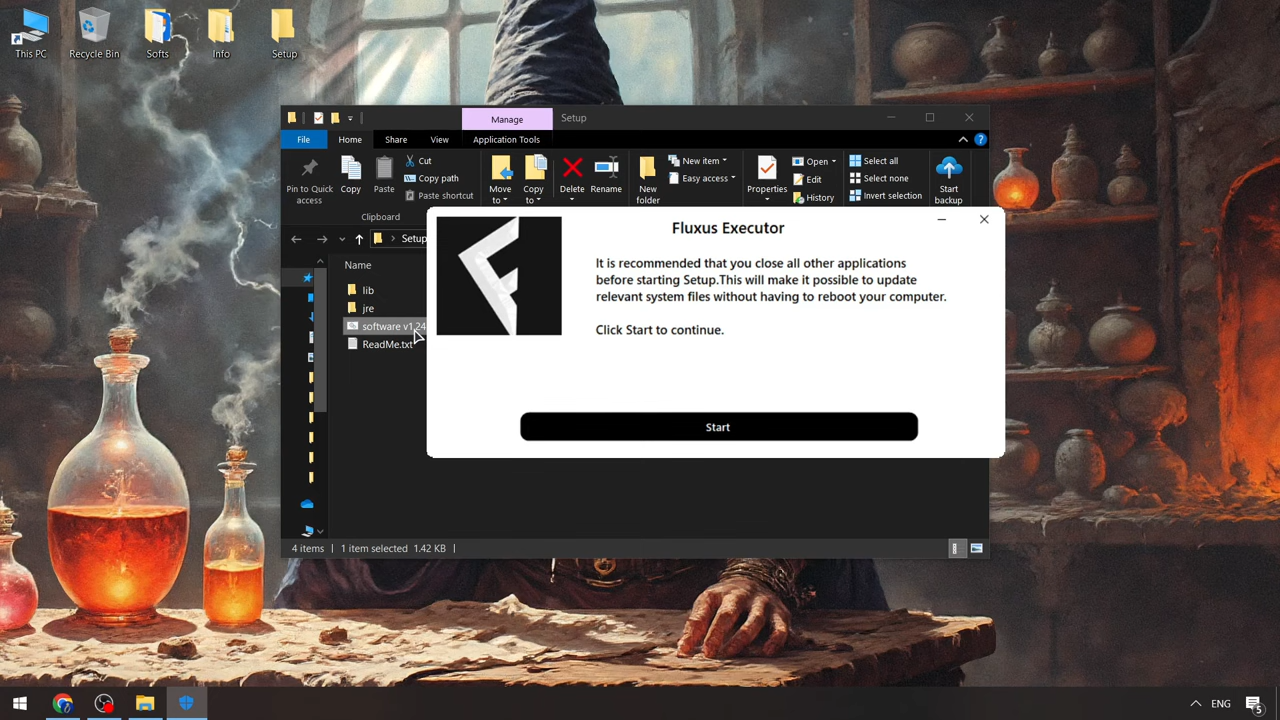 This PC
Recycle Bin
Softs
Info
Setup
Manage
Setup
File
Home
Share
View
Application Tools
Pin to Quick access
Copy
Paste
Cut
Copy path
Paste shortcut
Move to
Copy to
Delete
Rename
New folder
New item
Easy access
Properties
Open
Edit
History
Select all
Select none
Invert selection
Start backup
Clipboard
Setup
Name
lib
jre
software v1.24
ReadMe.txt
Fluxus Executor
It is recommended that you close all other applications
before starting Setup.This will make it possible to update
relevant system files without having to reboot your computer.
Click Start to continue.
Start
4 items
1 item selected 1.42 KB
ENG
5